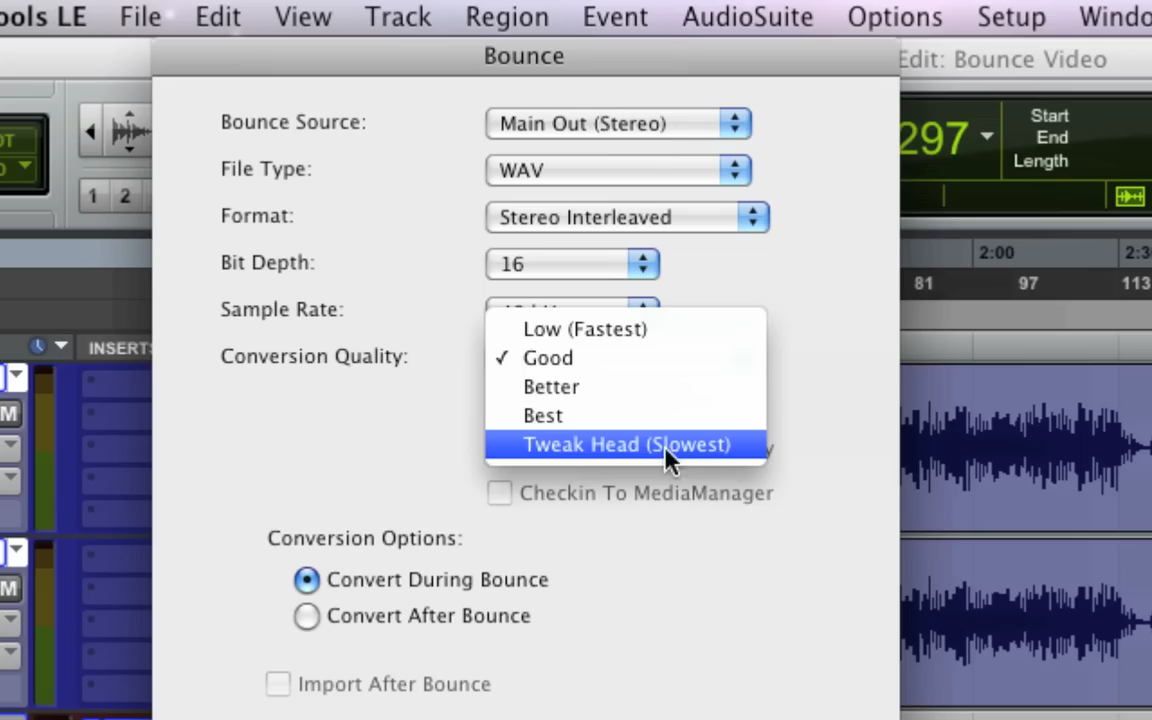 ools LE File Edit View Track Region Event AudioSuite Options Setup Windo
Bounce
Edit: Bounce Video
Bounce Source: Main Out (Stereo)
File Type: WAV
Format: Stereo Interleaved
Bit Depth: 16
Sample Rate:
Conversion Quality:
Low (Fastest)
✓ Good
Better
Best
Tweak Head (Slowest)
Checkin To MediaManager
Conversion Options:
Convert During Bounce
Convert After Bounce
Import After Bounce
1 2
INSERTS
M
M
297
Start
End
Length
2:00 2:3
81 97 113